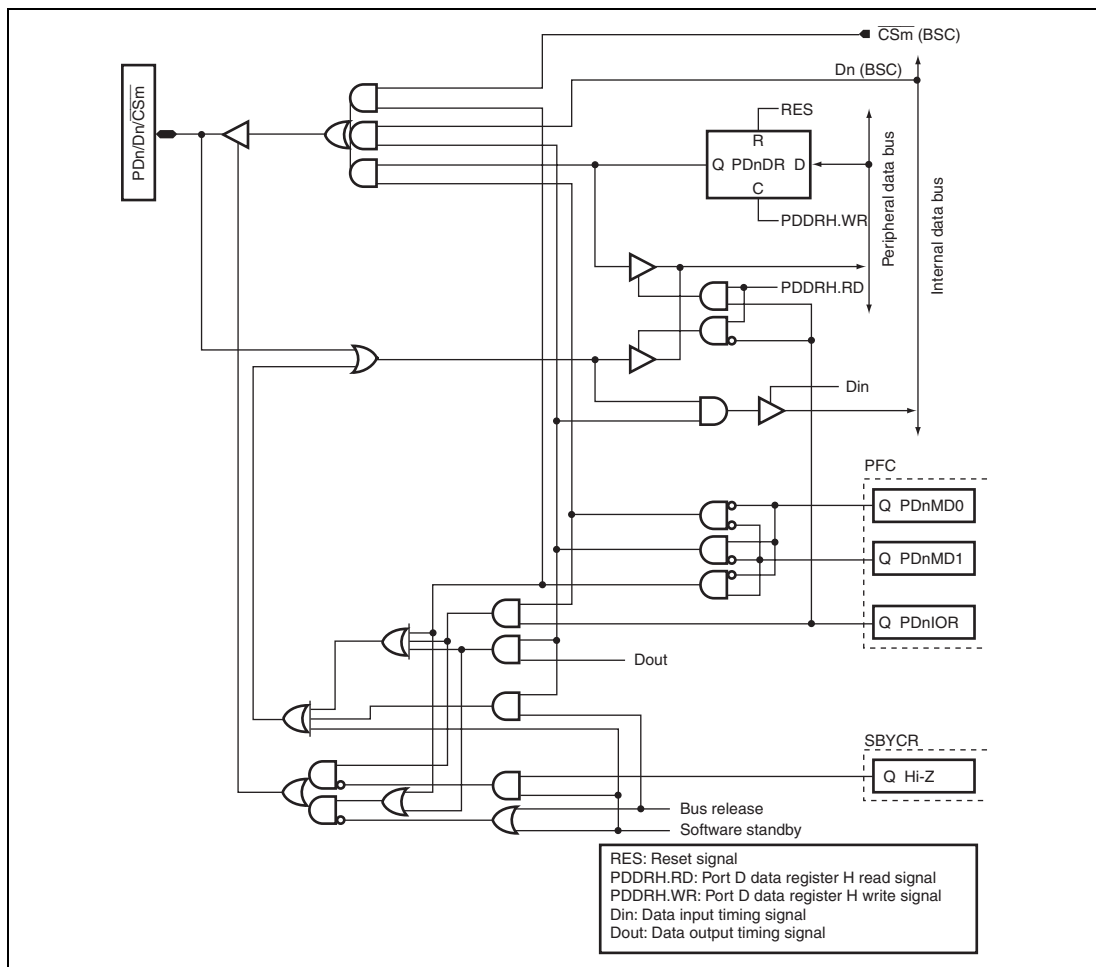 PDn/Dn/C̅S̅m̅
C̅S̅m̅ (BSC)
Dn (BSC)
RES
R
Q PDnDR D
C
PDDRH.WR
Peripheral data bus
Internal data bus
PDDRH.RD
Din
PFC
Q PDnMD0
Q PDnMD1
Q PDnIOR
Dout
SBYCR
Q Hi-Z
Bus release
Software standby
RES: Reset signal
PDDRH.RD: Port D data register H read signal
PDDRH.WR: Port D data register H write signal
Din: Data input timing signal
Dout: Data output timing signal